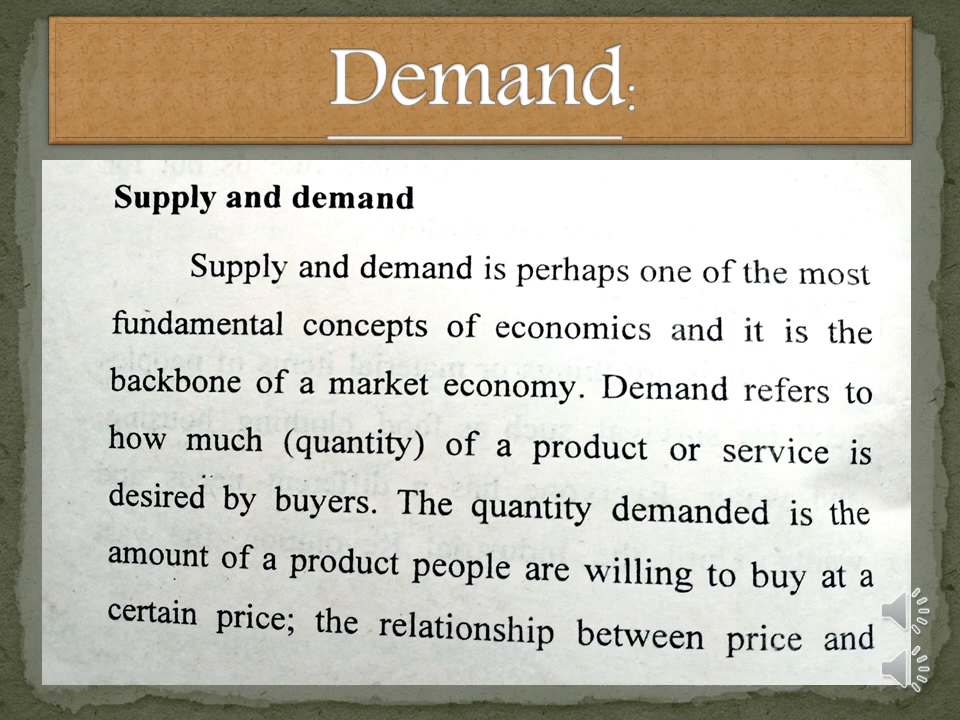 Demand:
Supply and demand
Supply and demand is perhaps one of the most
fundamental concepts of economics and it is the
backbone of a market economy. Demand refers to
how much (quantity) of a product or service is
desired by buyers. The quantity demanded is the
amount of a product people are willing to buy at a
certain price; the relationship between price and